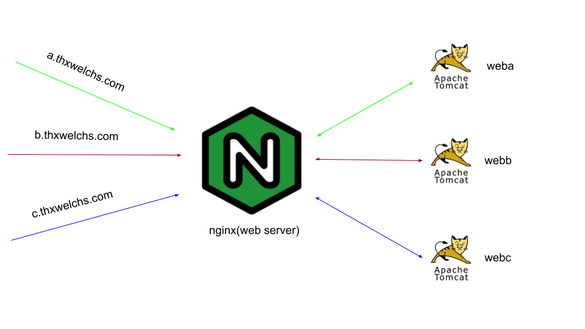 a.thxwelchs.com
b.thxwelchs.com
c.thxwelchs.com
N
nginx(web server)
Apache
Tomcat
weba
Apache
Tomcat
webb
Apache
Tomcat
webc